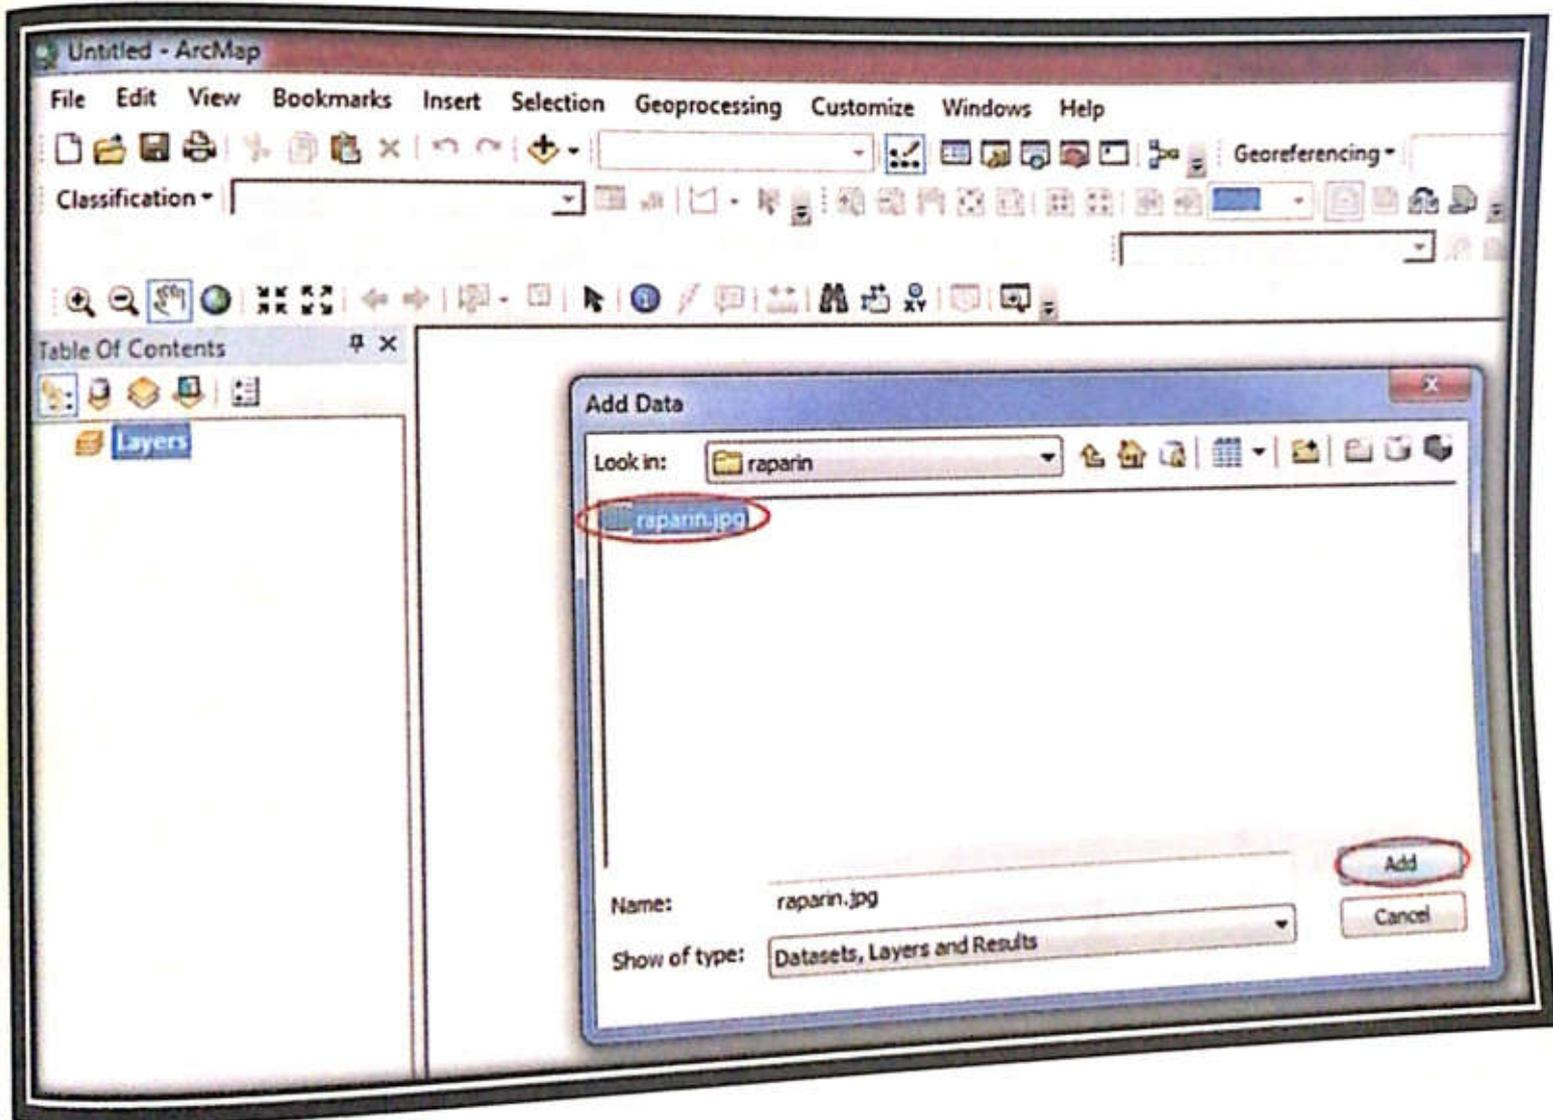 Untitled - ArcMap
File Edit View Bookmarks Insert Selection Geoprocessing Customize Windows Help
Georeferencing
Classification
Table Of Contents
Layers
Add Data
Look in: raparin
raparin.jpg
Add
Name: raparin.jpg
Cancel
Show of type: Datasets, Layers and Results